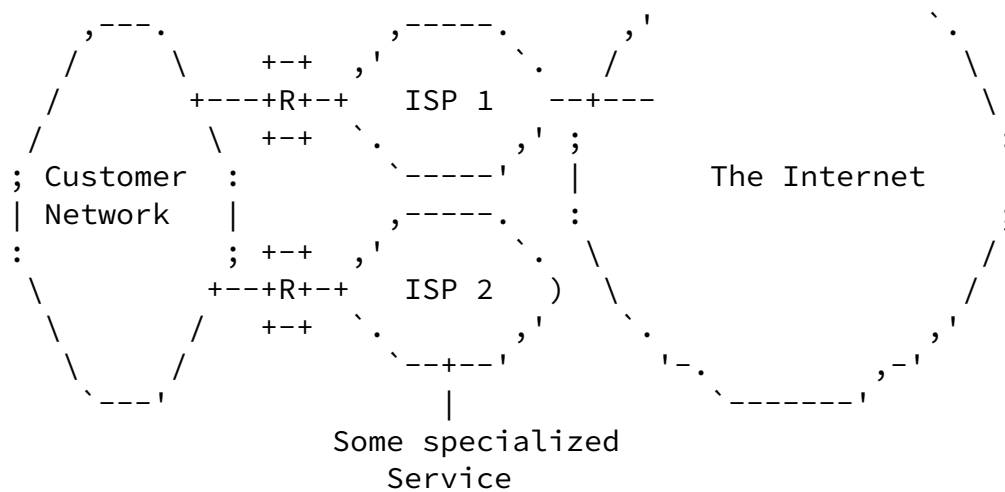 R
ISP 1
Customer
The Internet
Network
R
ISP 2
Some specialized
Service